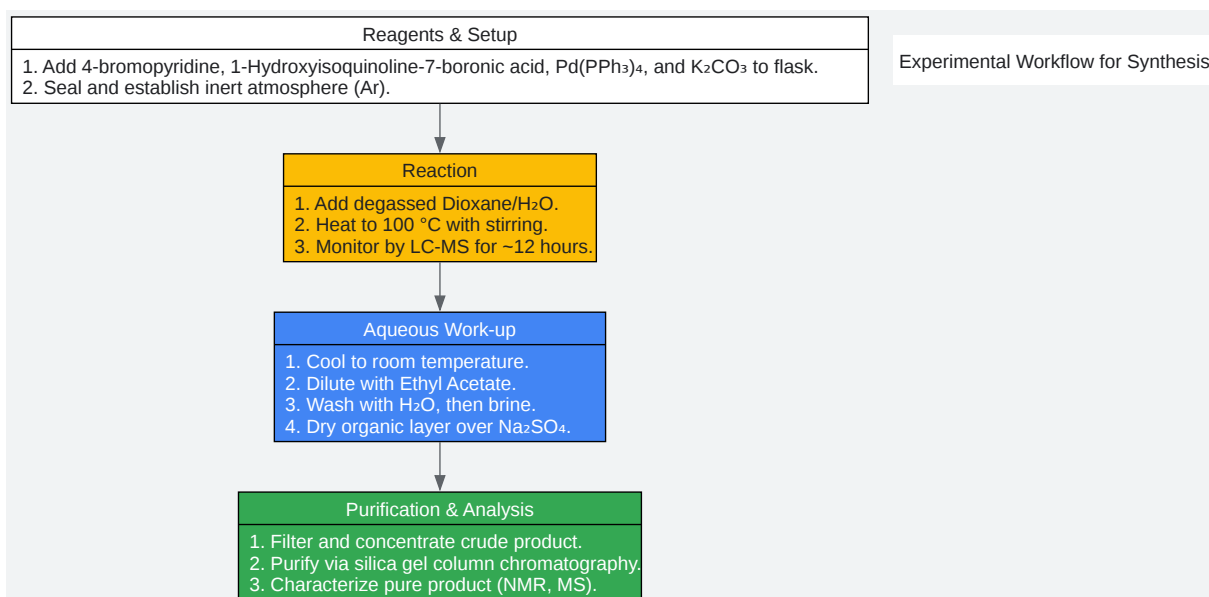 Reagents & Setup
1. Add 4-bromopyridine, 1-Hydroxyisoquinoline-7-boronic acid, Pd(PPh₃)₄, and K₂CO₃ to flask.
2. Seal and establish inert atmosphere (Ar).
Experimental Workflow for Synthesis
Reaction
1. Add degassed Dioxane/H₂O.
2. Heat to 100 °C with stirring.
3. Monitor by LC-MS for ~12 hours.
Aqueous Work-up
1. Cool to room temperature.
2. Dilute with Ethyl Acetate.
3. Wash with H₂O, then brine.
4. Dry organic layer over Na₂SO₄.
Purification & Analysis
1. Filter and concentrate crude product.
2. Purify via silica gel column chromatography.
3. Characterize pure product (NMR, MS).